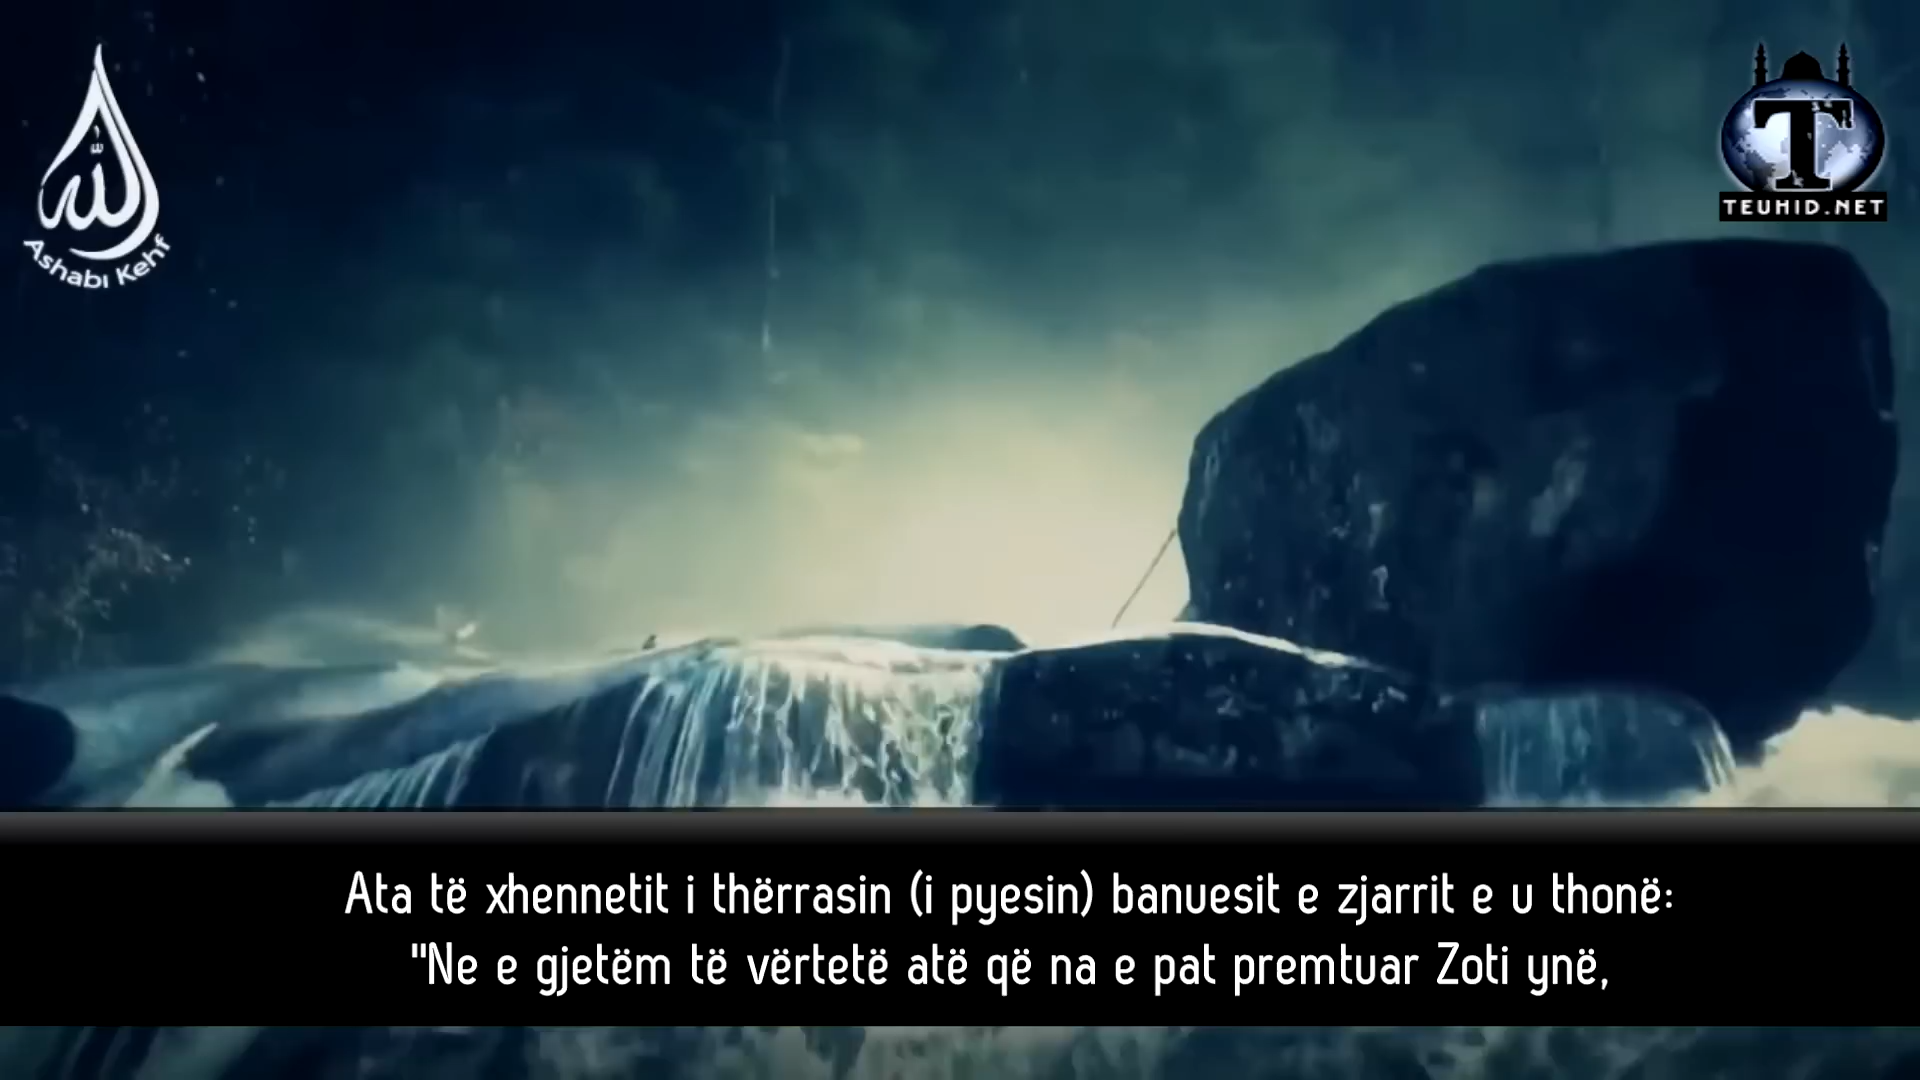 الله
Ashabı Kehf
T
TEUHID.NET
Ata të xhennetit i thërrasin (i pyesin) banuesit e zjarrit e u thonë:
"Ne e gjetëm të vërtetë atë që na e pat premtuar Zoti ynë,